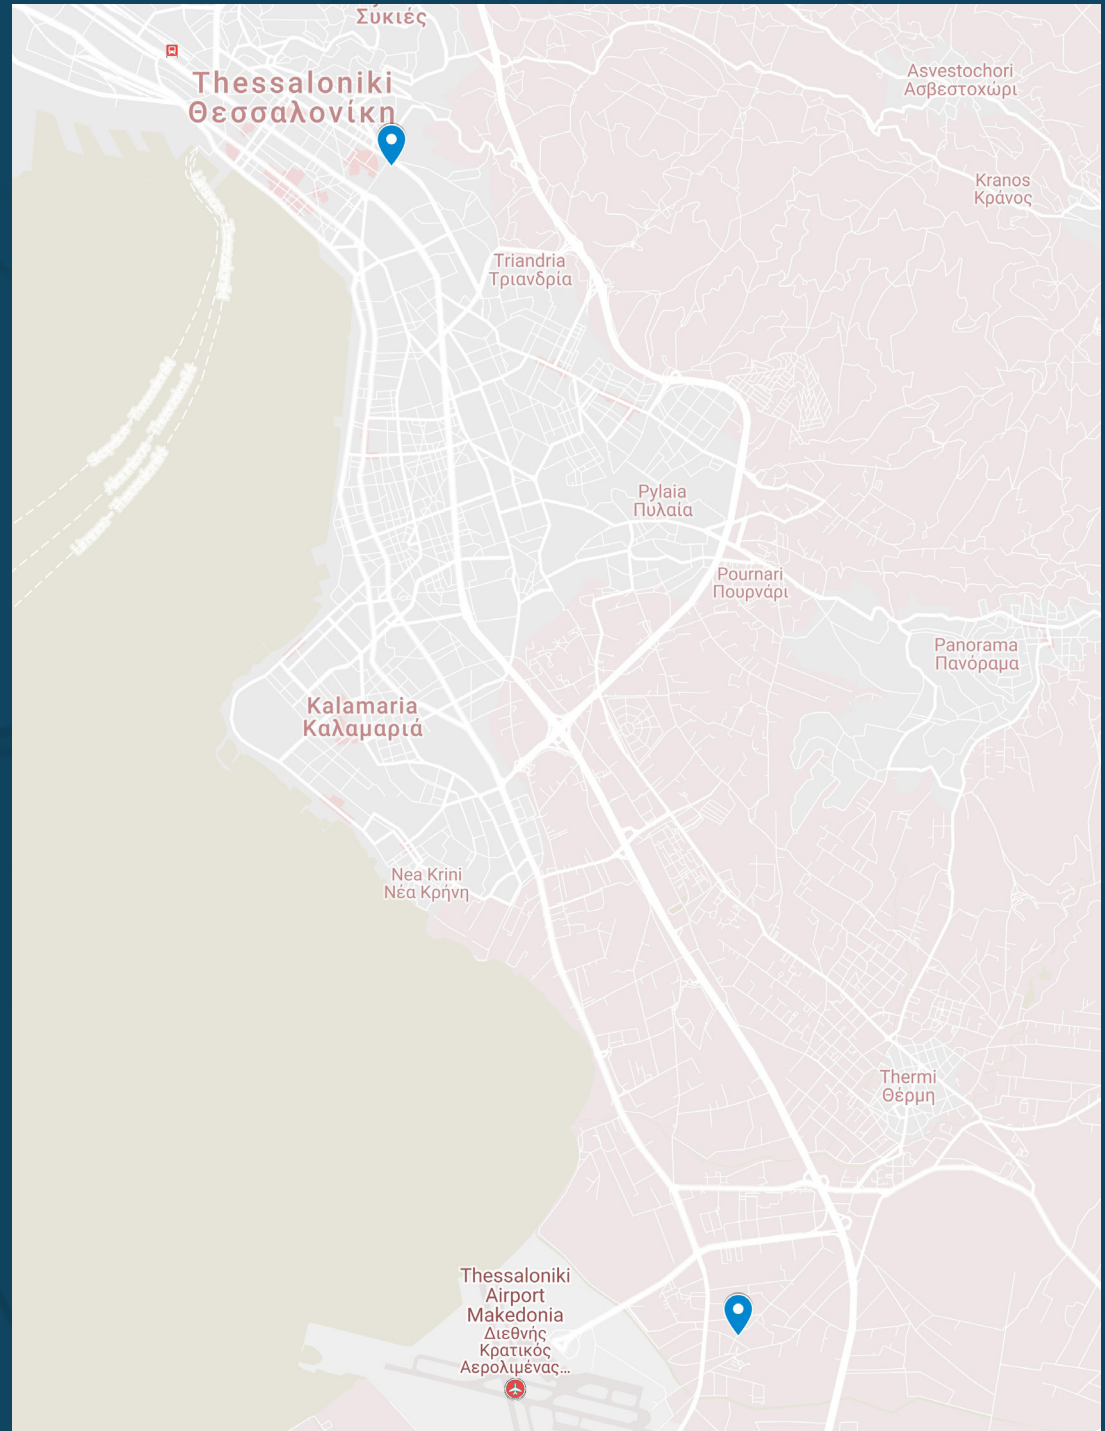 Συκιές
Thessaloniki
Θεσσαλονίκη
Asvestochori
Ασβεστοχώρι
Kranos
Κράνος
Triandria
Τριανδρία
Pylaia
Πυλαία
Pournari
Πουρνάρι
Panorama
Πανόραμα
Kalamaria
Καλαμαριά
Nea Krini
Νέα Κρήνη
Thermi
Θέρμη
Thessaloniki
Airport
Makedonia
Διεθνής
Κρατικός
Αερολιμένας...